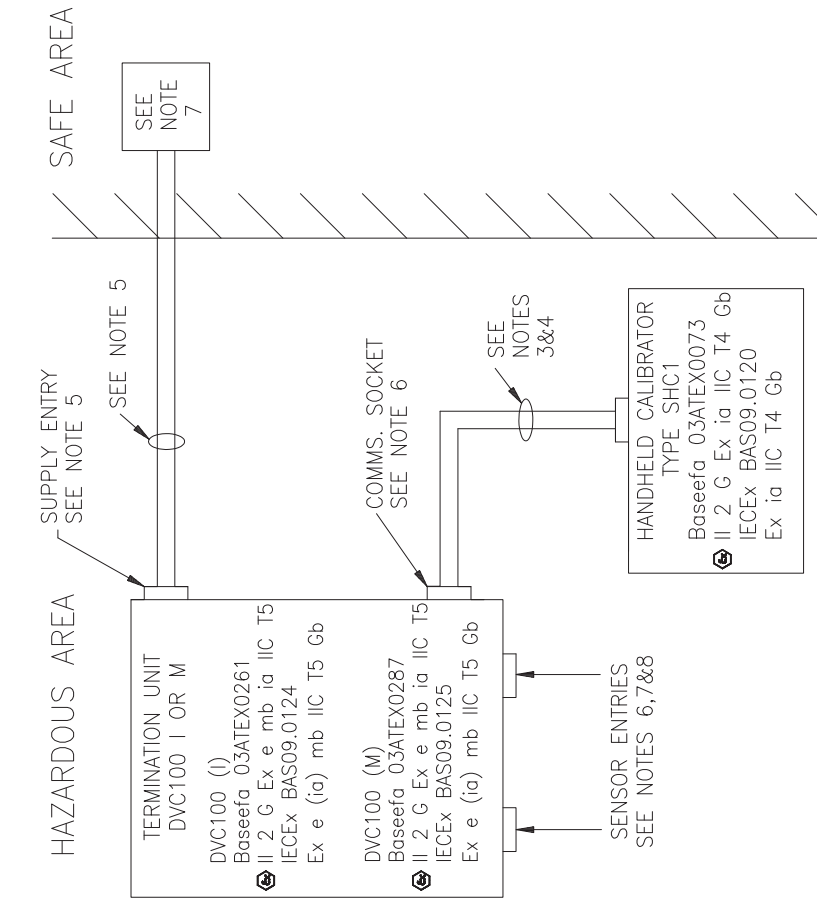 HAZARDOUS AREA
SAFE AREA
SUPPLY ENTRY
SEE NOTE 5
SEE NOTE 5
SEE
NOTE
7
TERMINATION UNIT
DVC100 I OR M
DVC100 (I)
Baseefa 03ATEX0261
Ex II 2 G Ex e mb ia IIC T5
IECEx BAS09.0124
Ex e (ia) mb IIC T5 Gb
DVC100 (M)
Baseefa 03ATEX0287
Ex II 2 G Ex e mb ia IIC T5
IECEx BAS09.0125
Ex e (ia) mb IIC T5 Gb
COMMS. SOCKET
SEE NOTE 6
SEE
NOTES
3&4
SENSOR ENTRIES
SEE NOTES 6,7&8
HANDHELD CALIBRATOR
TYPE SHC1
Baseefa 03ATEX0073
Ex II 2 G Ex ia IIC T4 Gb
IECEx BAS09.0120
Ex ia IIC T4 Gb